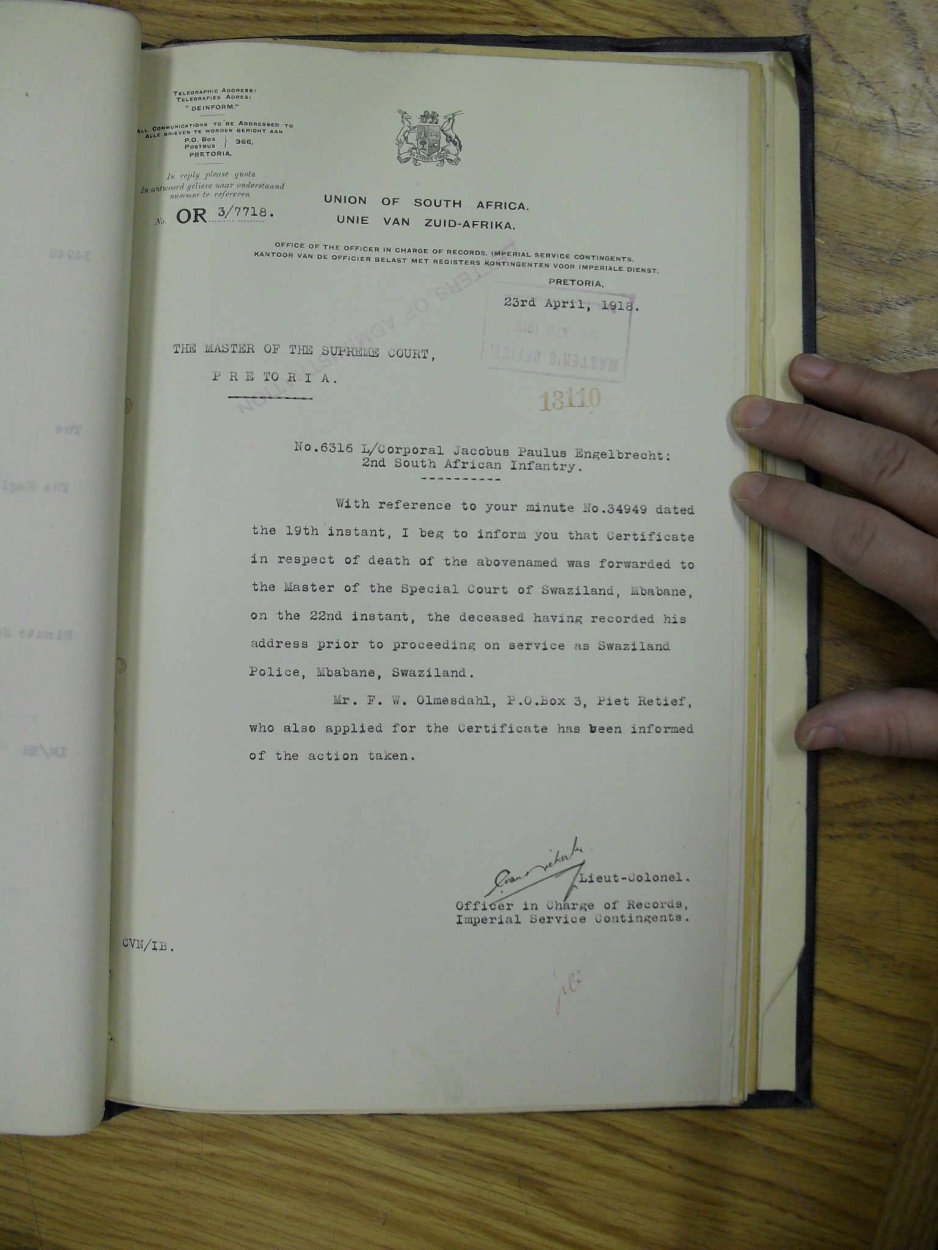 TELEGRAPHIC ADDRESS:
TELEGRAFIES ADRES:
"DEINFORM."
ALL COMMUNICATIONS TO BE ADDRESSED TO
ALLE BRIEVEN TE WORDEN GERICHT AAN
P.O. BOX
POSTBUS } 366,
PRETORIA.
In reply please quote
In antwoord gelieve naar onderstaand
nummer te refereren
No. OR 3/7718.
UNION OF SOUTH AFRICA.
UNIE VAN ZUID-AFRIKA.
OFFICE OF THE OFFICER IN CHARGE OF RECORDS, IMPERIAL SERVICE CONTINGENTS.
KANTOOR VAN DE OFFICIER BELAST MET REGISTERS KONTINGENTEN VOOR IMPERIALE DIENST.
PRETORIA,
23rd April, 1918.
MASTER'S OFFICE
THE MASTER OF THE SUPREME COURT,
P R E T O R I A.
13110
No.6316 L/Corporal Jacobus Paulus Engelbrecht:
2nd South African Infantry.
With reference to your minute No.34949 dated
the 19th instant, I beg to inform you that Certificate
in respect of death of the abovenamed was forwarded to
the Master of the Special Court of Swaziland, Mbabane,
on the 22nd instant, the deceased having recorded his
address prior to proceeding on service as Swaziland
Police, Mbabane, Swaziland.
Mr. F. W. Olmesdahl, P.O.Box 3, Piet Retief,
who also applied for the Certificate has been informed
of the action taken.
Lieut-Colonel.
Officer in Charge of Records,
Imperial Service Contingents.
CVN/IB.